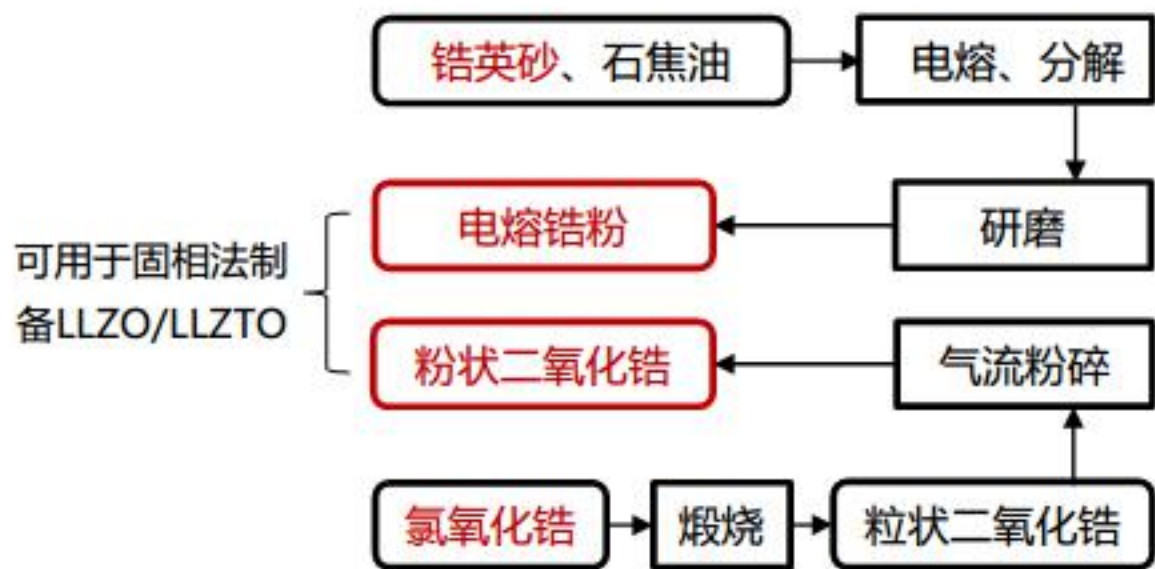 锆英砂、石焦油
电熔、分解
电熔锆粉
研磨
可用于固相法制
备LLZO/LLZTO
粉状二氧化锆
气流粉碎
氯氧化锆
煅烧
粒状二氧化锆